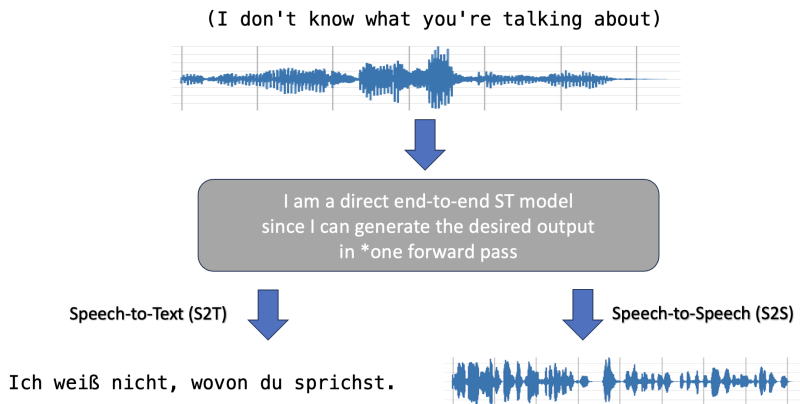 (I don't know what you're talking about)
I am a direct end-to-end ST model
since I can generate the desired output
in *one forward pass
Speech-to-Text (S2T)
Speech-to-Speech (S2S)
Ich weiß nicht, wovon du sprichst.